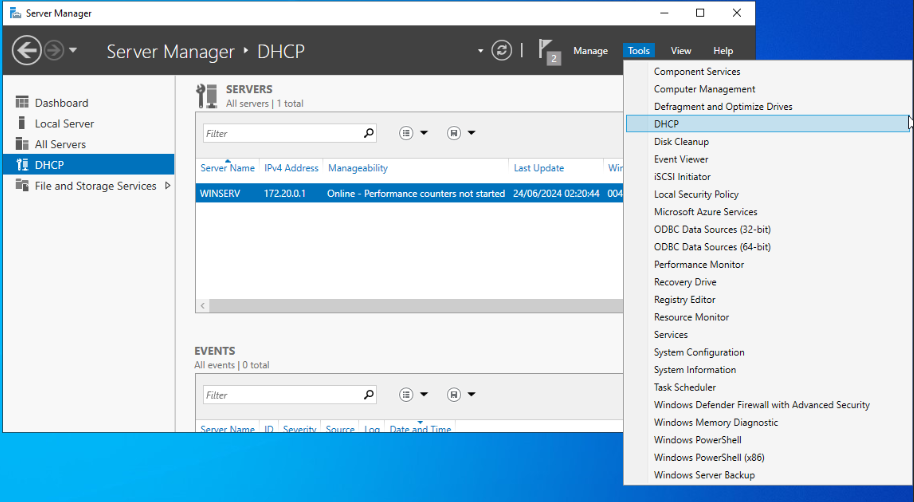 Server Manager
Server Manager ‣ DHCP
2
Manage Tools View Help
Dashboard
Local Server
All Servers
DHCP
File and Storage Services
SERVERS
All servers | 1 total
Filter
Server Name IPv4 Address Manageability Last Update Win
WINSERV 172.20.0.1 Online - Performance counters not started 24/06/2024 02:20:44 004
EVENTS
All events | 0 total
Filter
Server Name ID Severity Source Log Date and Time
Component Services
Computer Management
Defragment and Optimize Drives
DHCP
Disk Cleanup
Event Viewer
iSCSI Initiator
Local Security Policy
Microsoft Azure Services
ODBC Data Sources (32-bit)
ODBC Data Sources (64-bit)
Performance Monitor
Recovery Drive
Registry Editor
Resource Monitor
Services
System Configuration
System Information
Task Scheduler
Windows Defender Firewall with Advanced Security
Windows Memory Diagnostic
Windows PowerShell
Windows PowerShell (x86)
Windows Server Backup